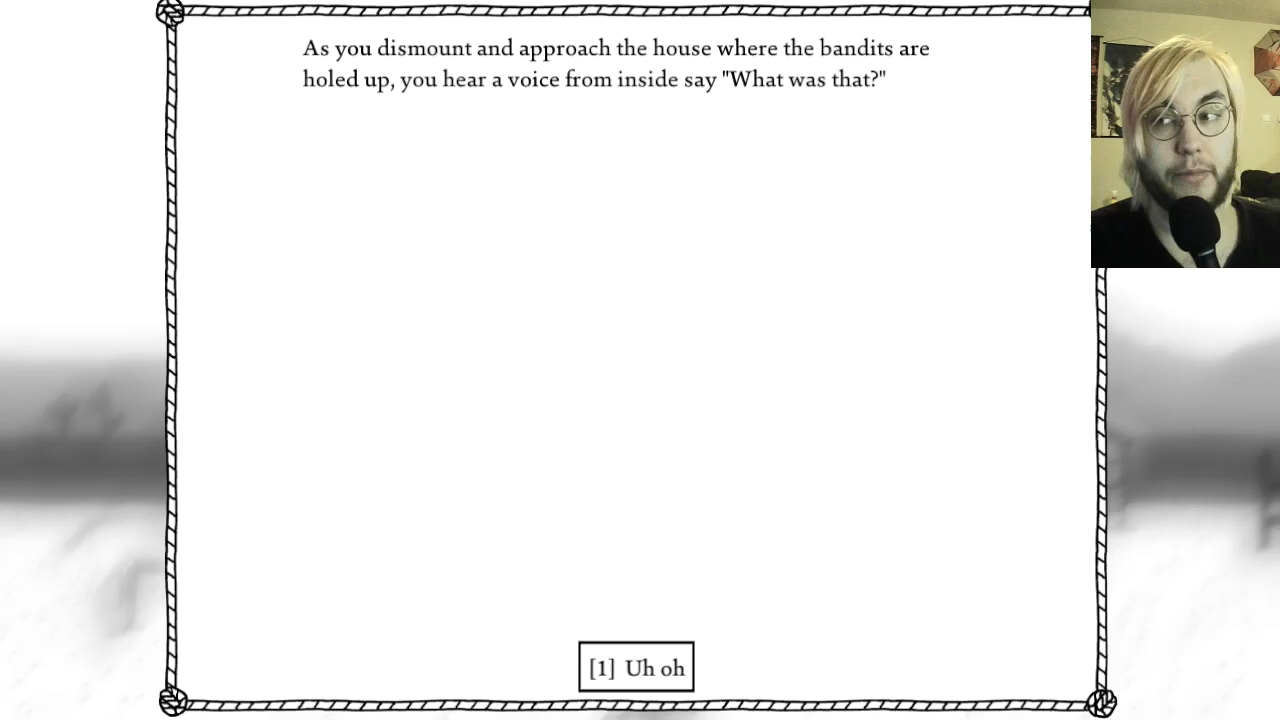 As you dismount and approach the house where the bandits are
holed up, you hear a voice from inside say "What was that?"
[1] Uh oh